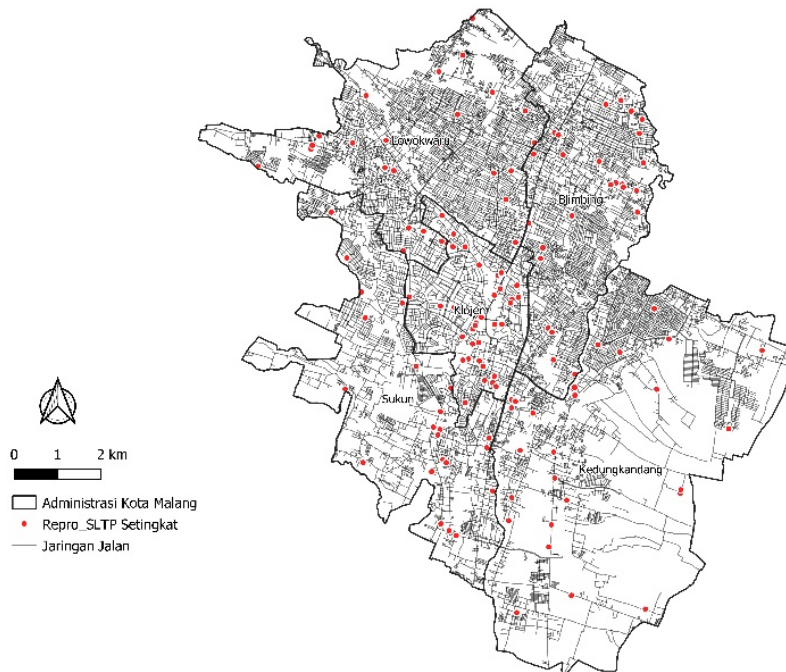 Lowokwaru
Blimbing
Klojen
Sukun
Kedungkandang
0 1 2 km
Administrasi Kota Malang
Repro_SLTP Setingkat
Jaringan Jalan